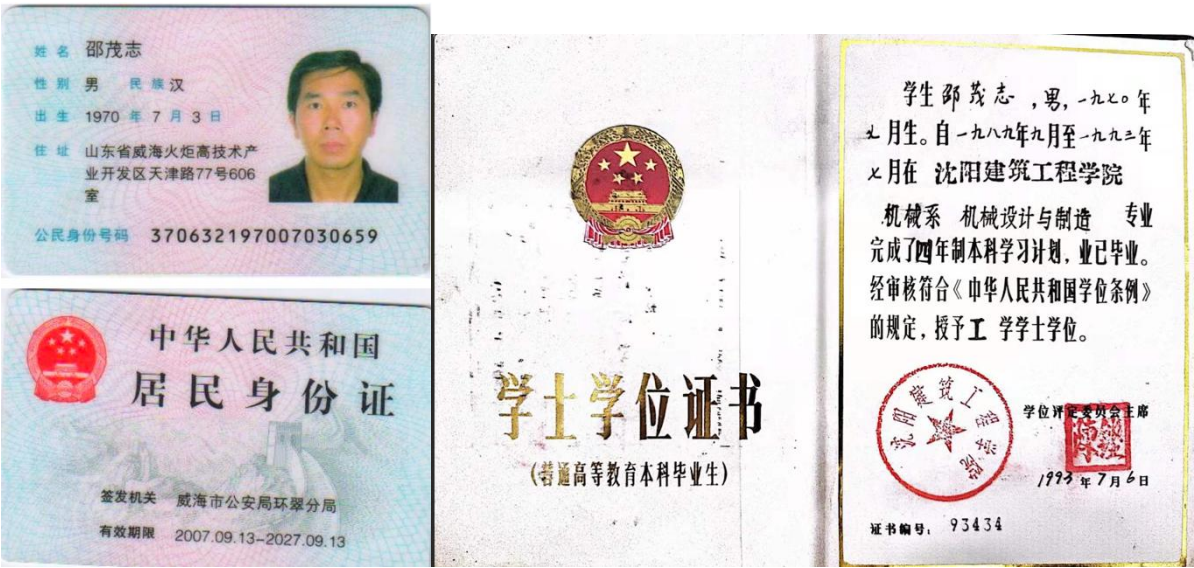 姓名 邵茂志
性别 男 民族 汉
出生 1970 年 7 月 3 日
住址 山东省威海火炬高技术产
业开发区天津路77号606
室
公民身份号码 370632197007030659
中华人民共和国
居民身份证
签发机关 威海市公安局环翠分局
有效期限 2007.09.13-2027.09.13
学士学位证书
(普通高等教育本科毕业生)
学生 邵茂志 ,男,一九七〇年
七月生。自一九八九年九月至一九九三年
七月在 沈阳建筑工程学院
机械系 机械设计与制造 专业
完成了四年制本科学习计划,业已毕业。
经审核符合《中华人民共和国学位条例》
的规定,授予工 学学士学位。
沈阳建筑工程学院
学位评定委员会主席
1993 年 7 月 6 日
证书编号: 93434